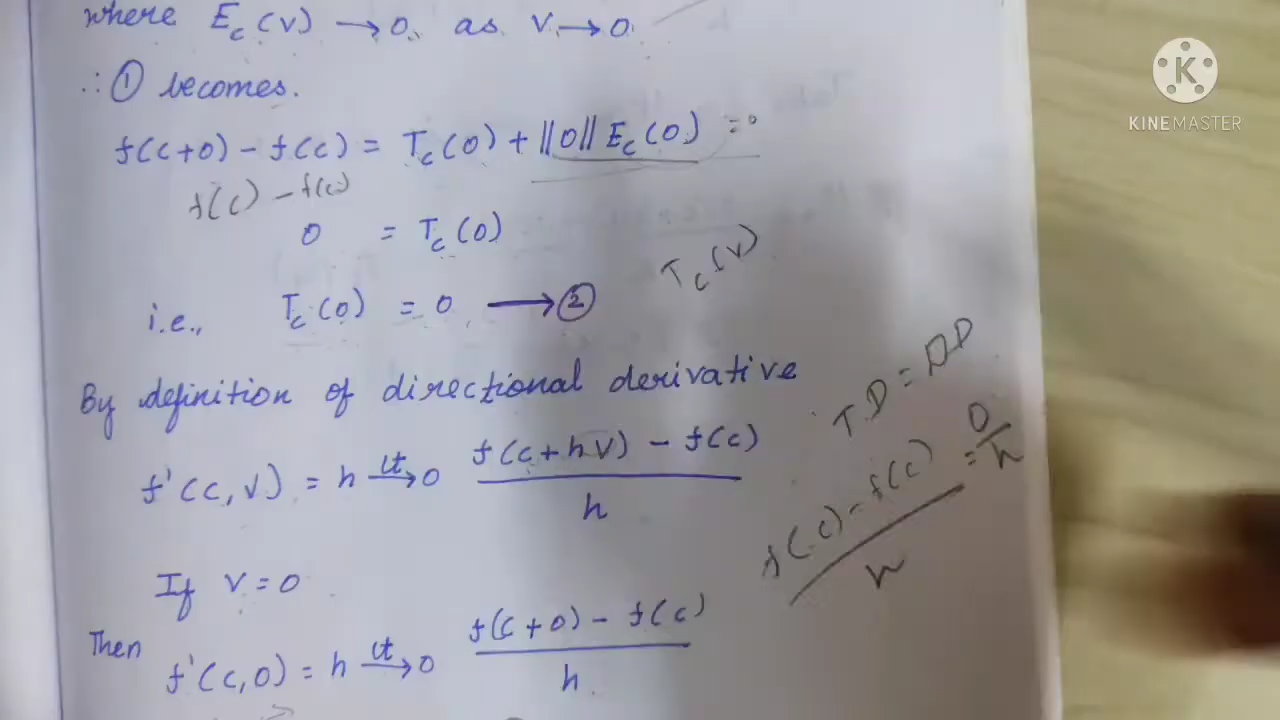 where E_c(v) → 0, as v → 0.
∴ ① becomes.
f(c+0) - f(c) = T_c(0) + ||0|| E_c(0) = 0
f(c) - f(c)
0 = T_c(0)
T_c(v)
i.e., T_c(0) = 0 → ②
By definition of directional derivative
T.D = DD
f'(c,v) = h lt→ 0 f(c+hv) - f(c) / h
f(c) - f(c) / h = 0/h
If v = 0
Then f'(c,0) = h lt→ 0 f(c+0) - f(c) / h.
K
KINEMASTER